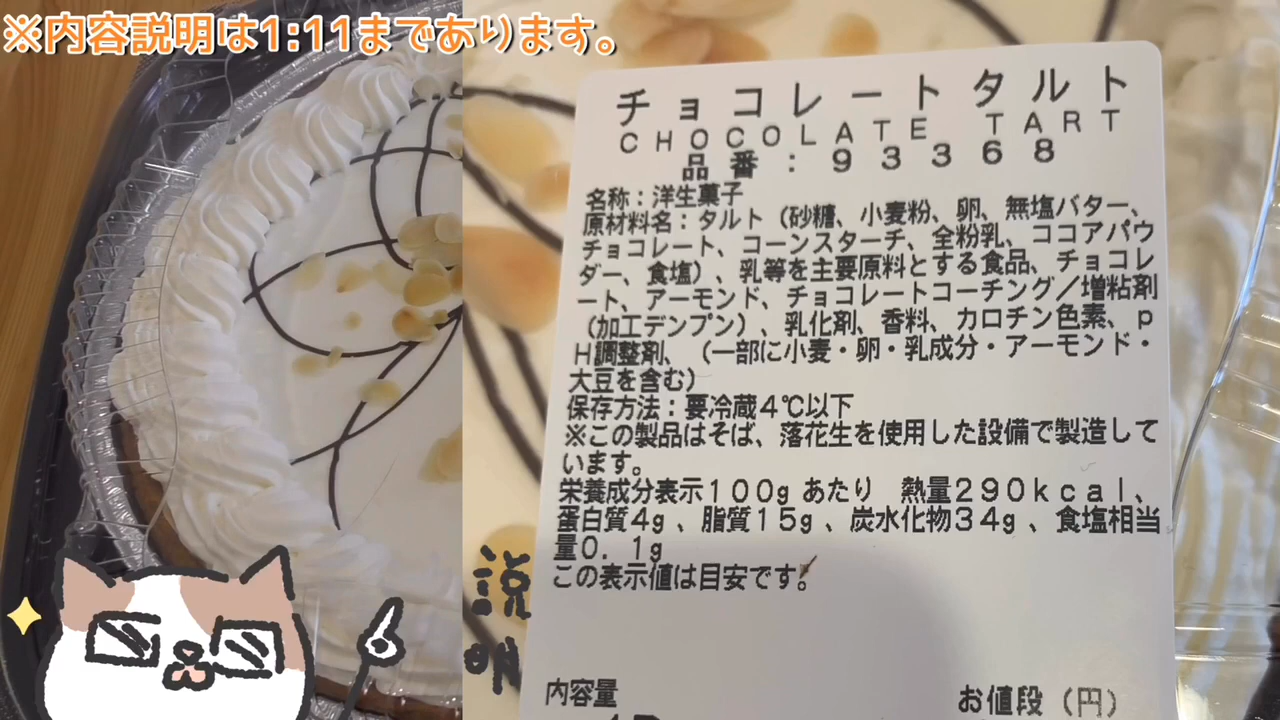 ※内容説明は1:11まであります。
チョコレートタルト
CHOCOLATE TART
品番：93368
名称：洋生菓子
原材料名：タルト（砂糖、小麦粉、卵、無塩バター、
チョコレート、コーンスターチ、全粉乳、ココアパウ
ダー、食塩）、乳等を主要原料とする食品、チョコレ
ート、アーモンド、チョコレートコーチング／増粘剤
（加工デンプン）、乳化剤、香料、カロチン色素、p
H調整剤、（一部に小麦・卵・乳成分・アーモンド・
大豆を含む）
保存方法：要冷蔵4℃以下
※この製品はそば、落花生を使用した設備で製造して
います。
栄養成分表示100gあたり 熱量290kcal、
蛋白質4g、脂質15g、炭水化物34g、食塩相当
量0.1g
この表示値は目安です。
説
明
内容量
お値段（円）